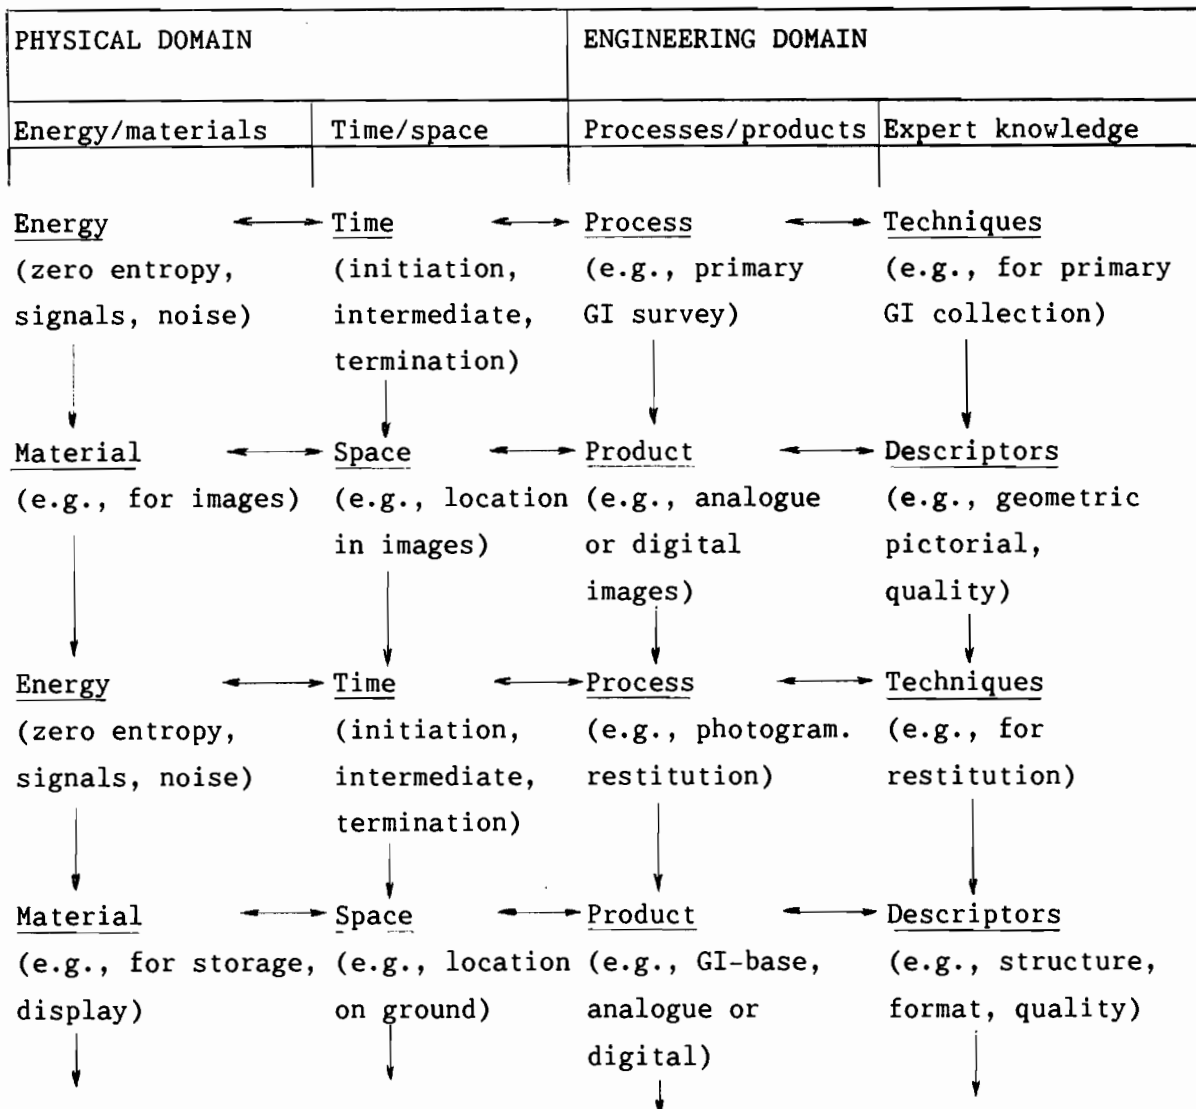 PHYSICAL DOMAIN ENGINEERING DOMAIN
Energy/materials Time/space Processes/products Expert knowledge
Energy Time Process Techniques
(zero entropy, (initiation, (e.g., primary (e.g., for primary
signals, noise) intermediate, GI survey) GI collection)
termination)
Material Space Product Descriptors
(e.g., for images) (e.g., location (e.g., analogue (e.g., geometric
in images) or digital pictorial,
images) quality)
Energy Time Process Techniques
(zero entropy, (initiation, (e.g., photogram. (e.g., for
signals, noise) intermediate, restitution) restitution)
termination)
Material Space Product Descriptors
(e.g., for storage, (e.g., location (e.g., GI-base, (e.g., structure,
display) on ground) analogue or format, quality)
digital)